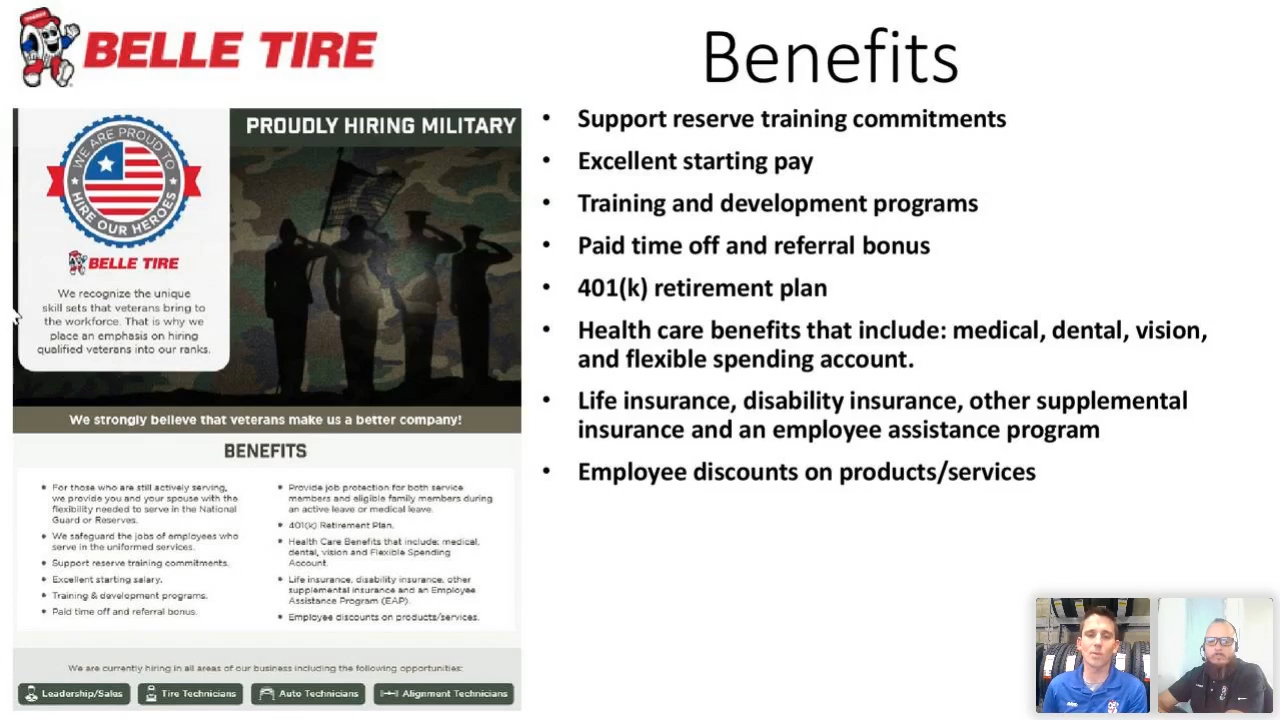 BELLE TIRE
Benefits
WE ARE PROUD TO
HIRE OUR HEROES
BELLE TIRE
We recognize the unique
skill sets that veterans bring to
the workforce. That is why we
place an emphasis on hiring
qualified veterans into our ranks.
PROUDLY HIRING MILITARY
We strongly believe that veterans make us a better company!
BENEFITS
• For those who are still actively serving,
we provide you and your spouse with the
flexibility needed to serve in the National
Guard or Reserves.
• We safeguard the jobs of employees who
serve in the uniformed services.
• Support reserve training commitments.
• Excellent starting salary.
• Training & development programs.
• Paid time off and referral bonus.
• Provide job protection for both service
members and eligible family members during
an active leave or medical leave.
• 401(k) Retirement Plan.
• Health Care Benefits that include: medical,
dental, vision and Flexible Spending
Account.
• Life insurance, disability insurance, other
supplemental insurance and an Employee
Assistance Program (EAP).
• Employee discounts on products/services.
We are currently hiring in all areas of our business including the following opportunities:
Leadership/Sales
Tire Technicians
Auto Technicians
Alignment Technicians
• Support reserve training commitments
• Excellent starting pay
• Training and development programs
• Paid time off and referral bonus
• 401(k) retirement plan
• Health care benefits that include: medical, dental, vision,
and flexible spending account.
• Life insurance, disability insurance, other supplemental
insurance and an employee assistance program
• Employee discounts on products/services